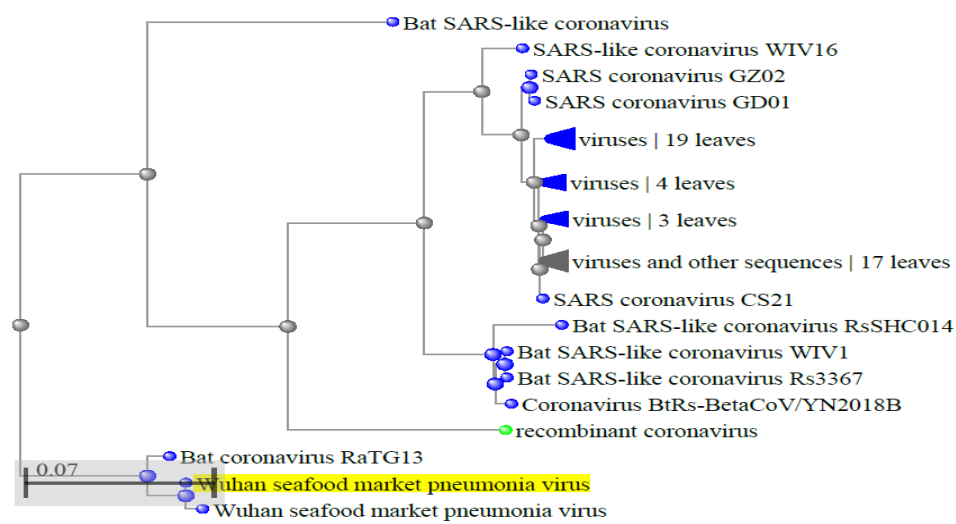 Bat SARS-like coronavirus
SARS-like coronavirus WIV16
SARS coronavirus GZ02
SARS coronavirus GD01
viruses | 19 leaves
viruses | 4 leaves
viruses | 3 leaves
viruses and other sequences | 17 leaves
SARS coronavirus CS21
Bat SARS-like coronavirus RsSHC014
Bat SARS-like coronavirus WIV1
Bat SARS-like coronavirus Rs3367
Coronavirus BtRs-BetaCoV/YN2018B
recombinant coronavirus
Bat coronavirus RaTG13
0.07
Wuhan seafood market pneumonia virus
Wuhan seafood market pneumonia virus